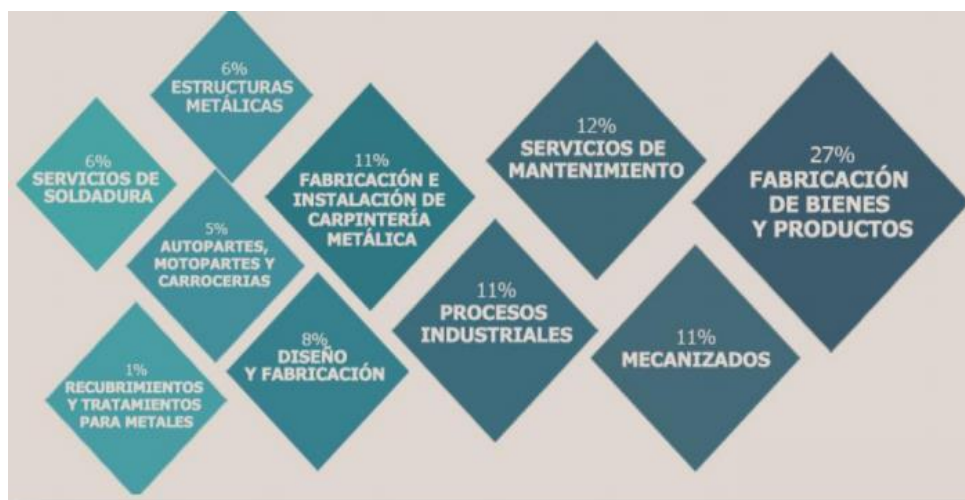 6%
ESTRUCTURAS
METÁLICAS
6%
SERVICIOS DE
SOLDADURA
11%
FABRICACIÓN E
INSTALACIÓN DE
CARPINTERÍA
METÁLICA
12%
SERVICIOS DE
MANTENIMIENTO
27%
FABRICACIÓN
DE BIENES
Y PRODUCTOS
5%
AUTOPARTES,
MOTOPARTES Y
CARROCERIAS
11%
PROCESOS
INDUSTRIALES
11%
MECANIZADOS
8%
DISEÑO
Y FABRICACIÓN
1%
RECUBRIMIENTOS
Y TRATAMIENTOS
PARA METALES